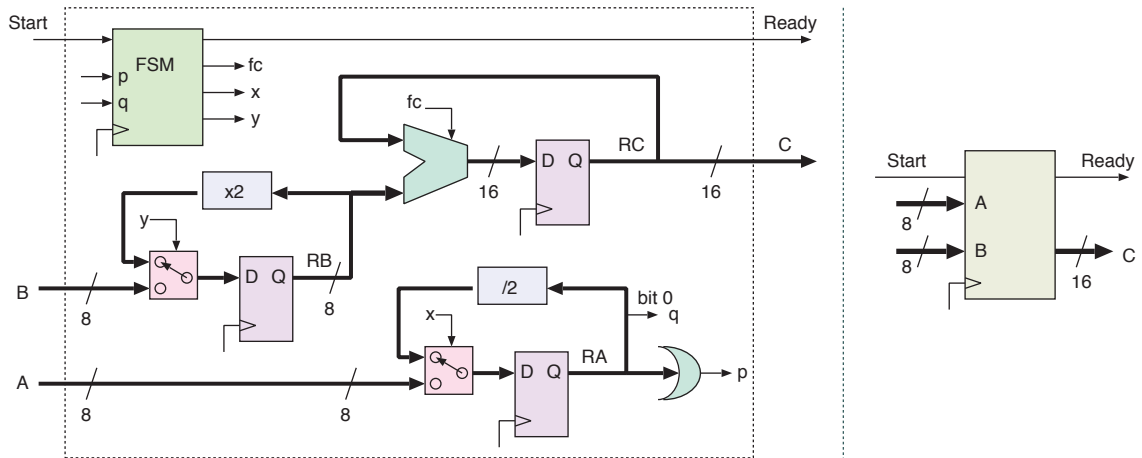 Start
Ready
FSM
fc
p
x
q
y
fc
D Q
RC
C
16
16
x2
y
D Q
RB
B
8
8
/2
bit 0
q
x
D Q
RA
p
A
8
8
Start
Ready
A
8
B
8
C
16